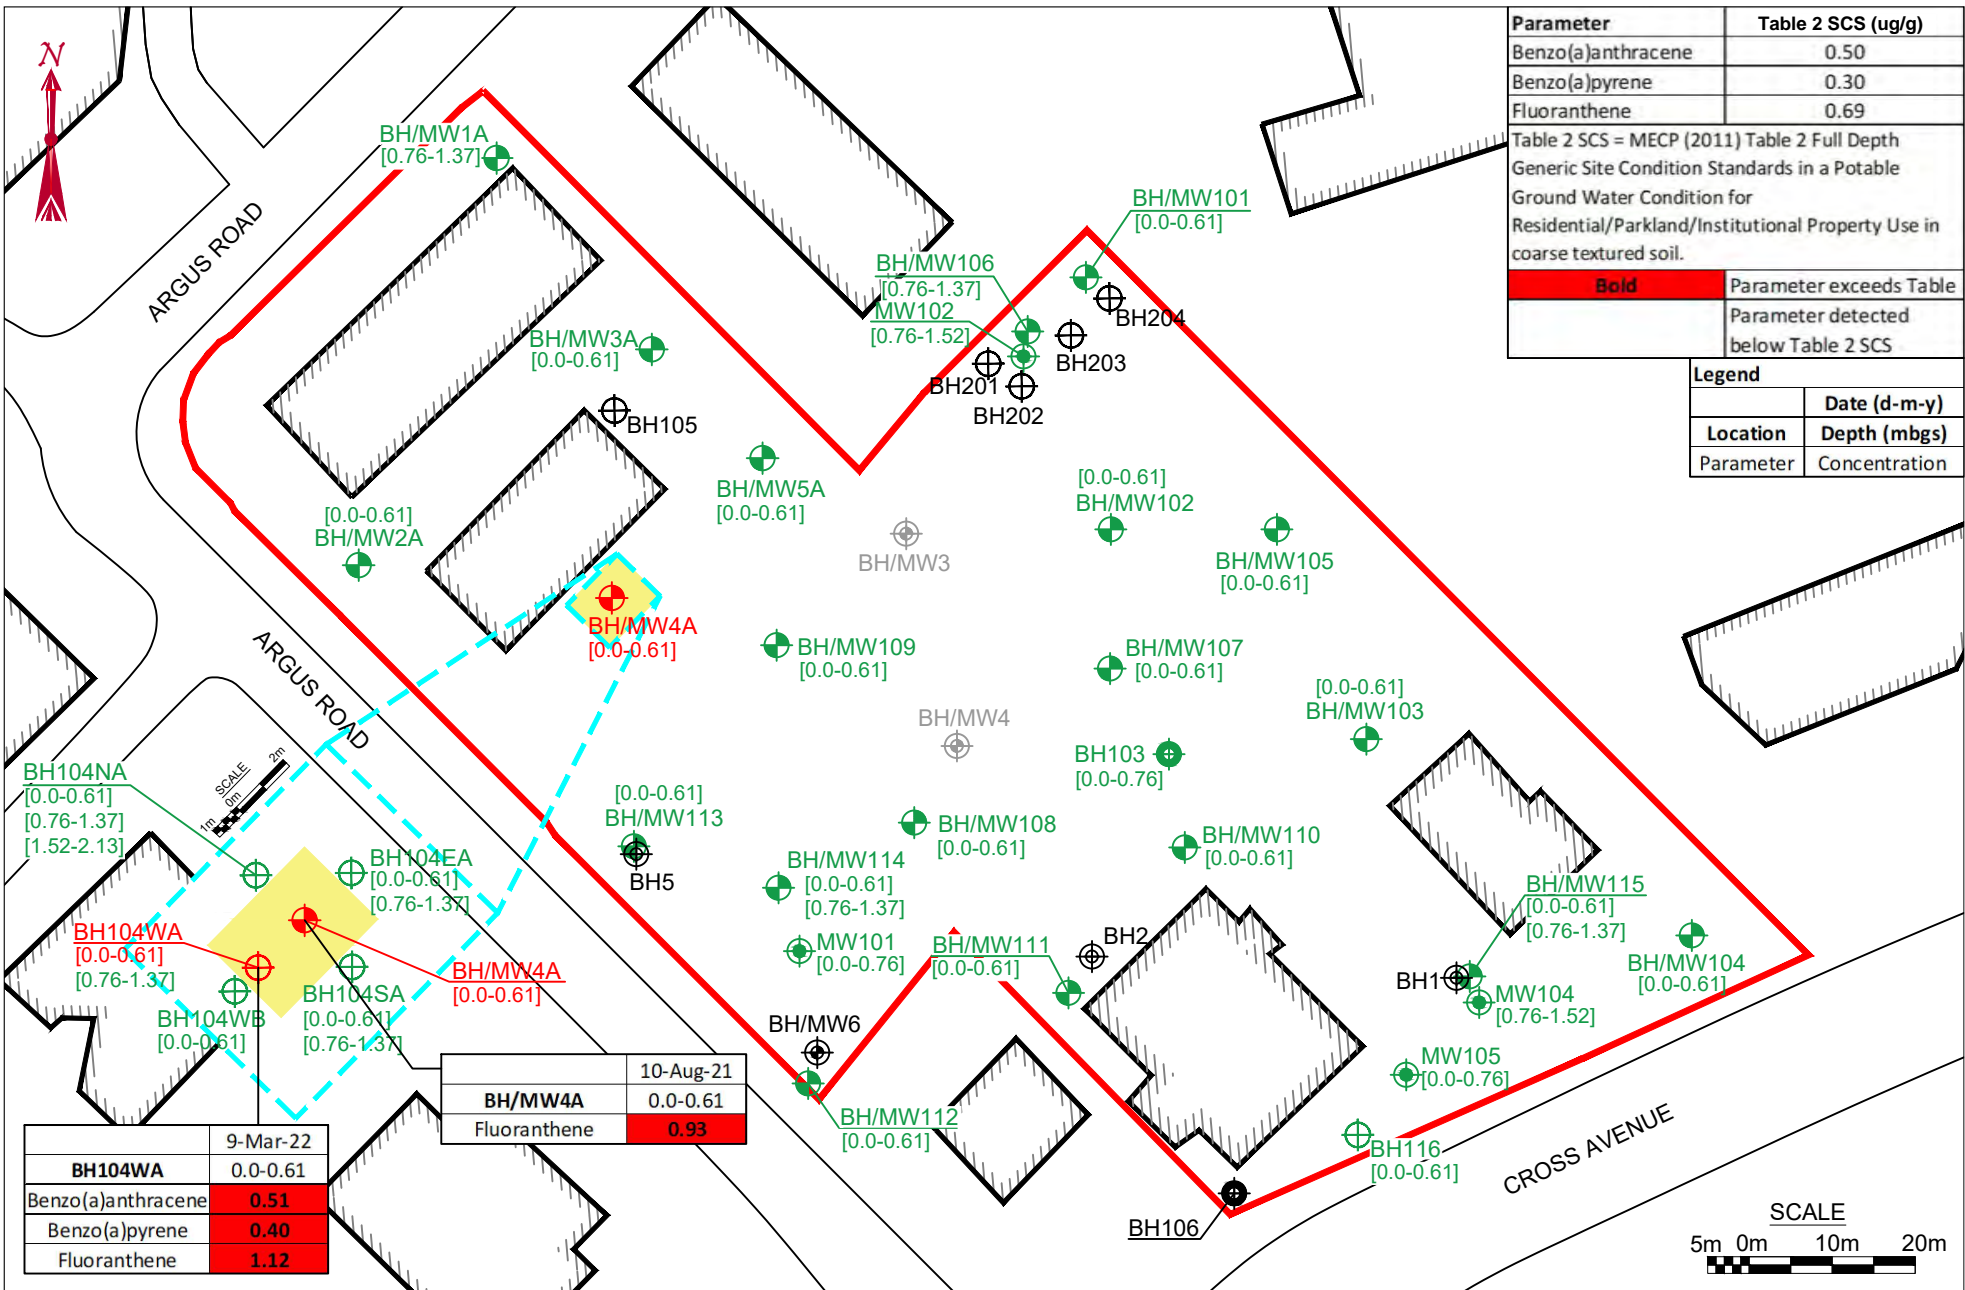 N
Parameter Table 2 SCS (ug/g)
Benzo(a)anthracene 0.50
Benzo(a)pyrene 0.30
Fluoranthene 0.69
Table 2 SCS = MECP (2011) Table 2 Full Depth
Generic Site Condition Standards in a Potable
Ground Water Condition for
Residential/Parkland/Institutional Property Use in
coarse textured soil.
Bold Parameter exceeds Table
Parameter detected
below Table 2 SCS
Legend
Date (d-m-y)
Location Depth (mbgs)
Parameter Concentration
BH/MW1A
[0.76-1.37]
ARGUS ROAD
BH/MW101
[0.0-0.61]
BH/MW106
[0.76-1.37]
MW102
[0.76-1.52]
BH204
BH203
BH201
BH202
BH/MW3A
[0.0-0.61]
BH105
BH/MW5A
[0.0-0.61]
[0.0-0.61]
BH/MW2A
BH/MW3
[0.0-0.61]
BH/MW102
BH/MW105
[0.0-0.61]
BH/MW4A
[0.0-0.61]
BH/MW109
[0.0-0.61]
BH/MW107
[0.0-0.61]
ARGUS ROAD
BH/MW4
[0.0-0.61]
BH/MW103
BH103
[0.0-0.76]
SCALE
1m 0m 2m
BH104NA
[0.0-0.61]
[0.76-1.37]
[1.52-2.13]
[0.0-0.61]
BH/MW113
BH5
BH/MW108
[0.0-0.61]
BH/MW110
[0.0-0.61]
BH104EA
[0.0-0.61]
[0.76-1.37]
BH/MW114
[0.0-0.61]
[0.76-1.37]
BH/MW115
[0.0-0.61]
[0.76-1.37]
BH104WA
[0.0-0.61]
[0.76-1.37]
BH/MW4A
[0.0-0.61]
MW101
[0.0-0.76]
BH/MW111
[0.0-0.61]
BH2
BH1
MW104
[0.76-1.52]
BH/MW104
[0.0-0.61]
BH104WB
[0.0-0.61]
BH104SA
[0.0-0.61]
[0.76-1.37]
BH/MW6
BH/MW112
[0.0-0.61]
MW105
[0.0-0.76]
BH116
[0.0-0.61]
BH106
CROSS AVENUE
10-Aug-21
BH/MW4A 0.0-0.61
Fluoranthene 0.93
9-Mar-22
BH104WA 0.0-0.61
Benzo(a)anthracene 0.51
Benzo(a)pyrene 0.40
Fluoranthene 1.12
SCALE
5m 0m 10m 20m